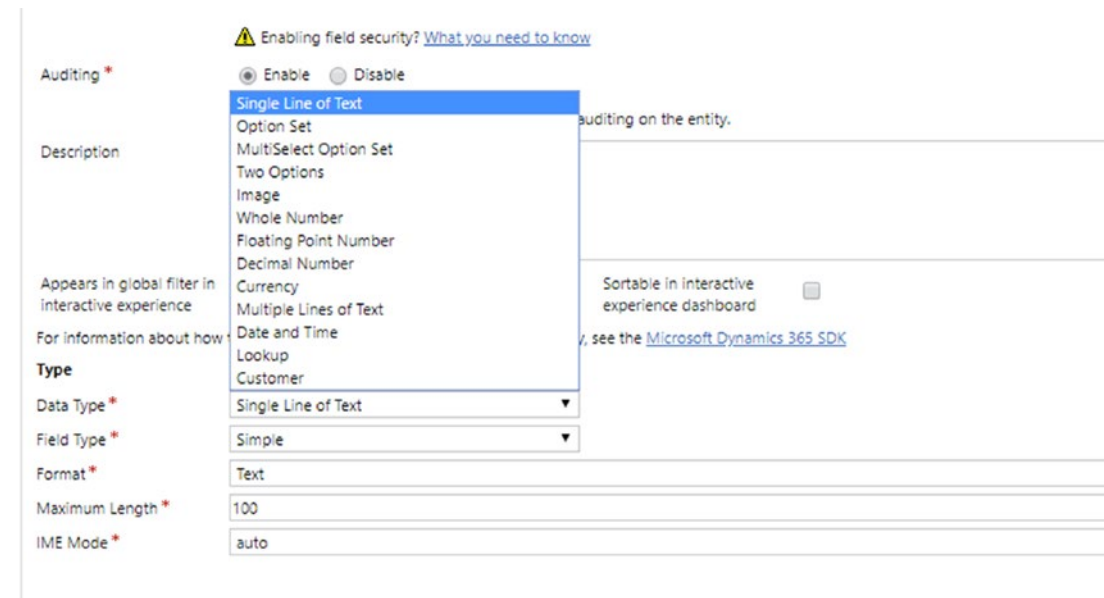 Enabling field security? What you need to know
Auditing *
Enable Disable
Single Line of Text
Option Set
auditing on the entity.
MultiSelect Option Set
Description
Two Options
Image
Whole Number
Floating Point Number
Decimal Number
Appears in global filter in
interactive experience
Currency
Sortable in interactive
experience dashboard
Multiple Lines of Text
For information about how
Date and Time
, see the Microsoft Dynamics 365 SDK
Lookup
Type
Customer
Data Type * Single Line of Text
Field Type * Simple
Format * Text
Maximum Length * 100
IME Mode * auto